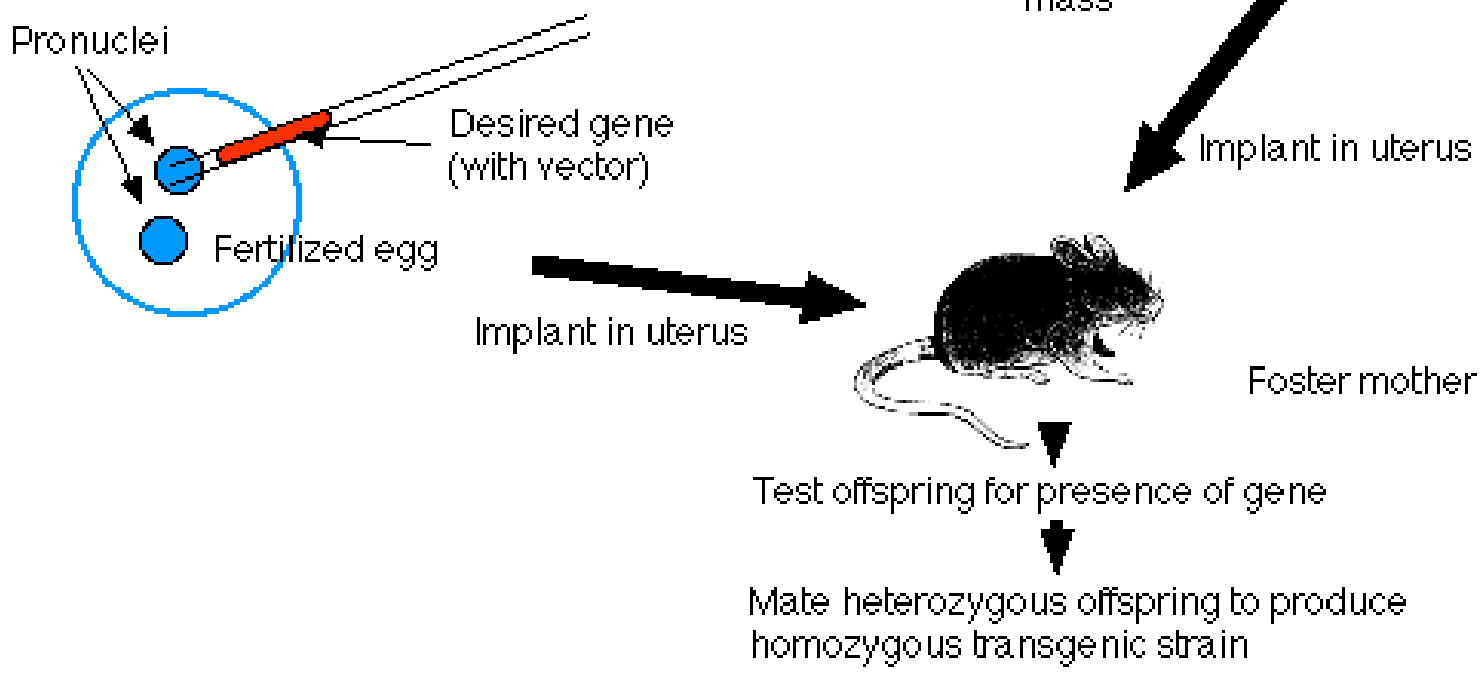 mass
Pronuclei
Desired gene
(with vector)
Implant in uterus
Fertilized egg
Implant in uterus
Foster mother
Test offspring for presence of gene
Mate heterozygous offspring to produce
homozygous transgenic strain